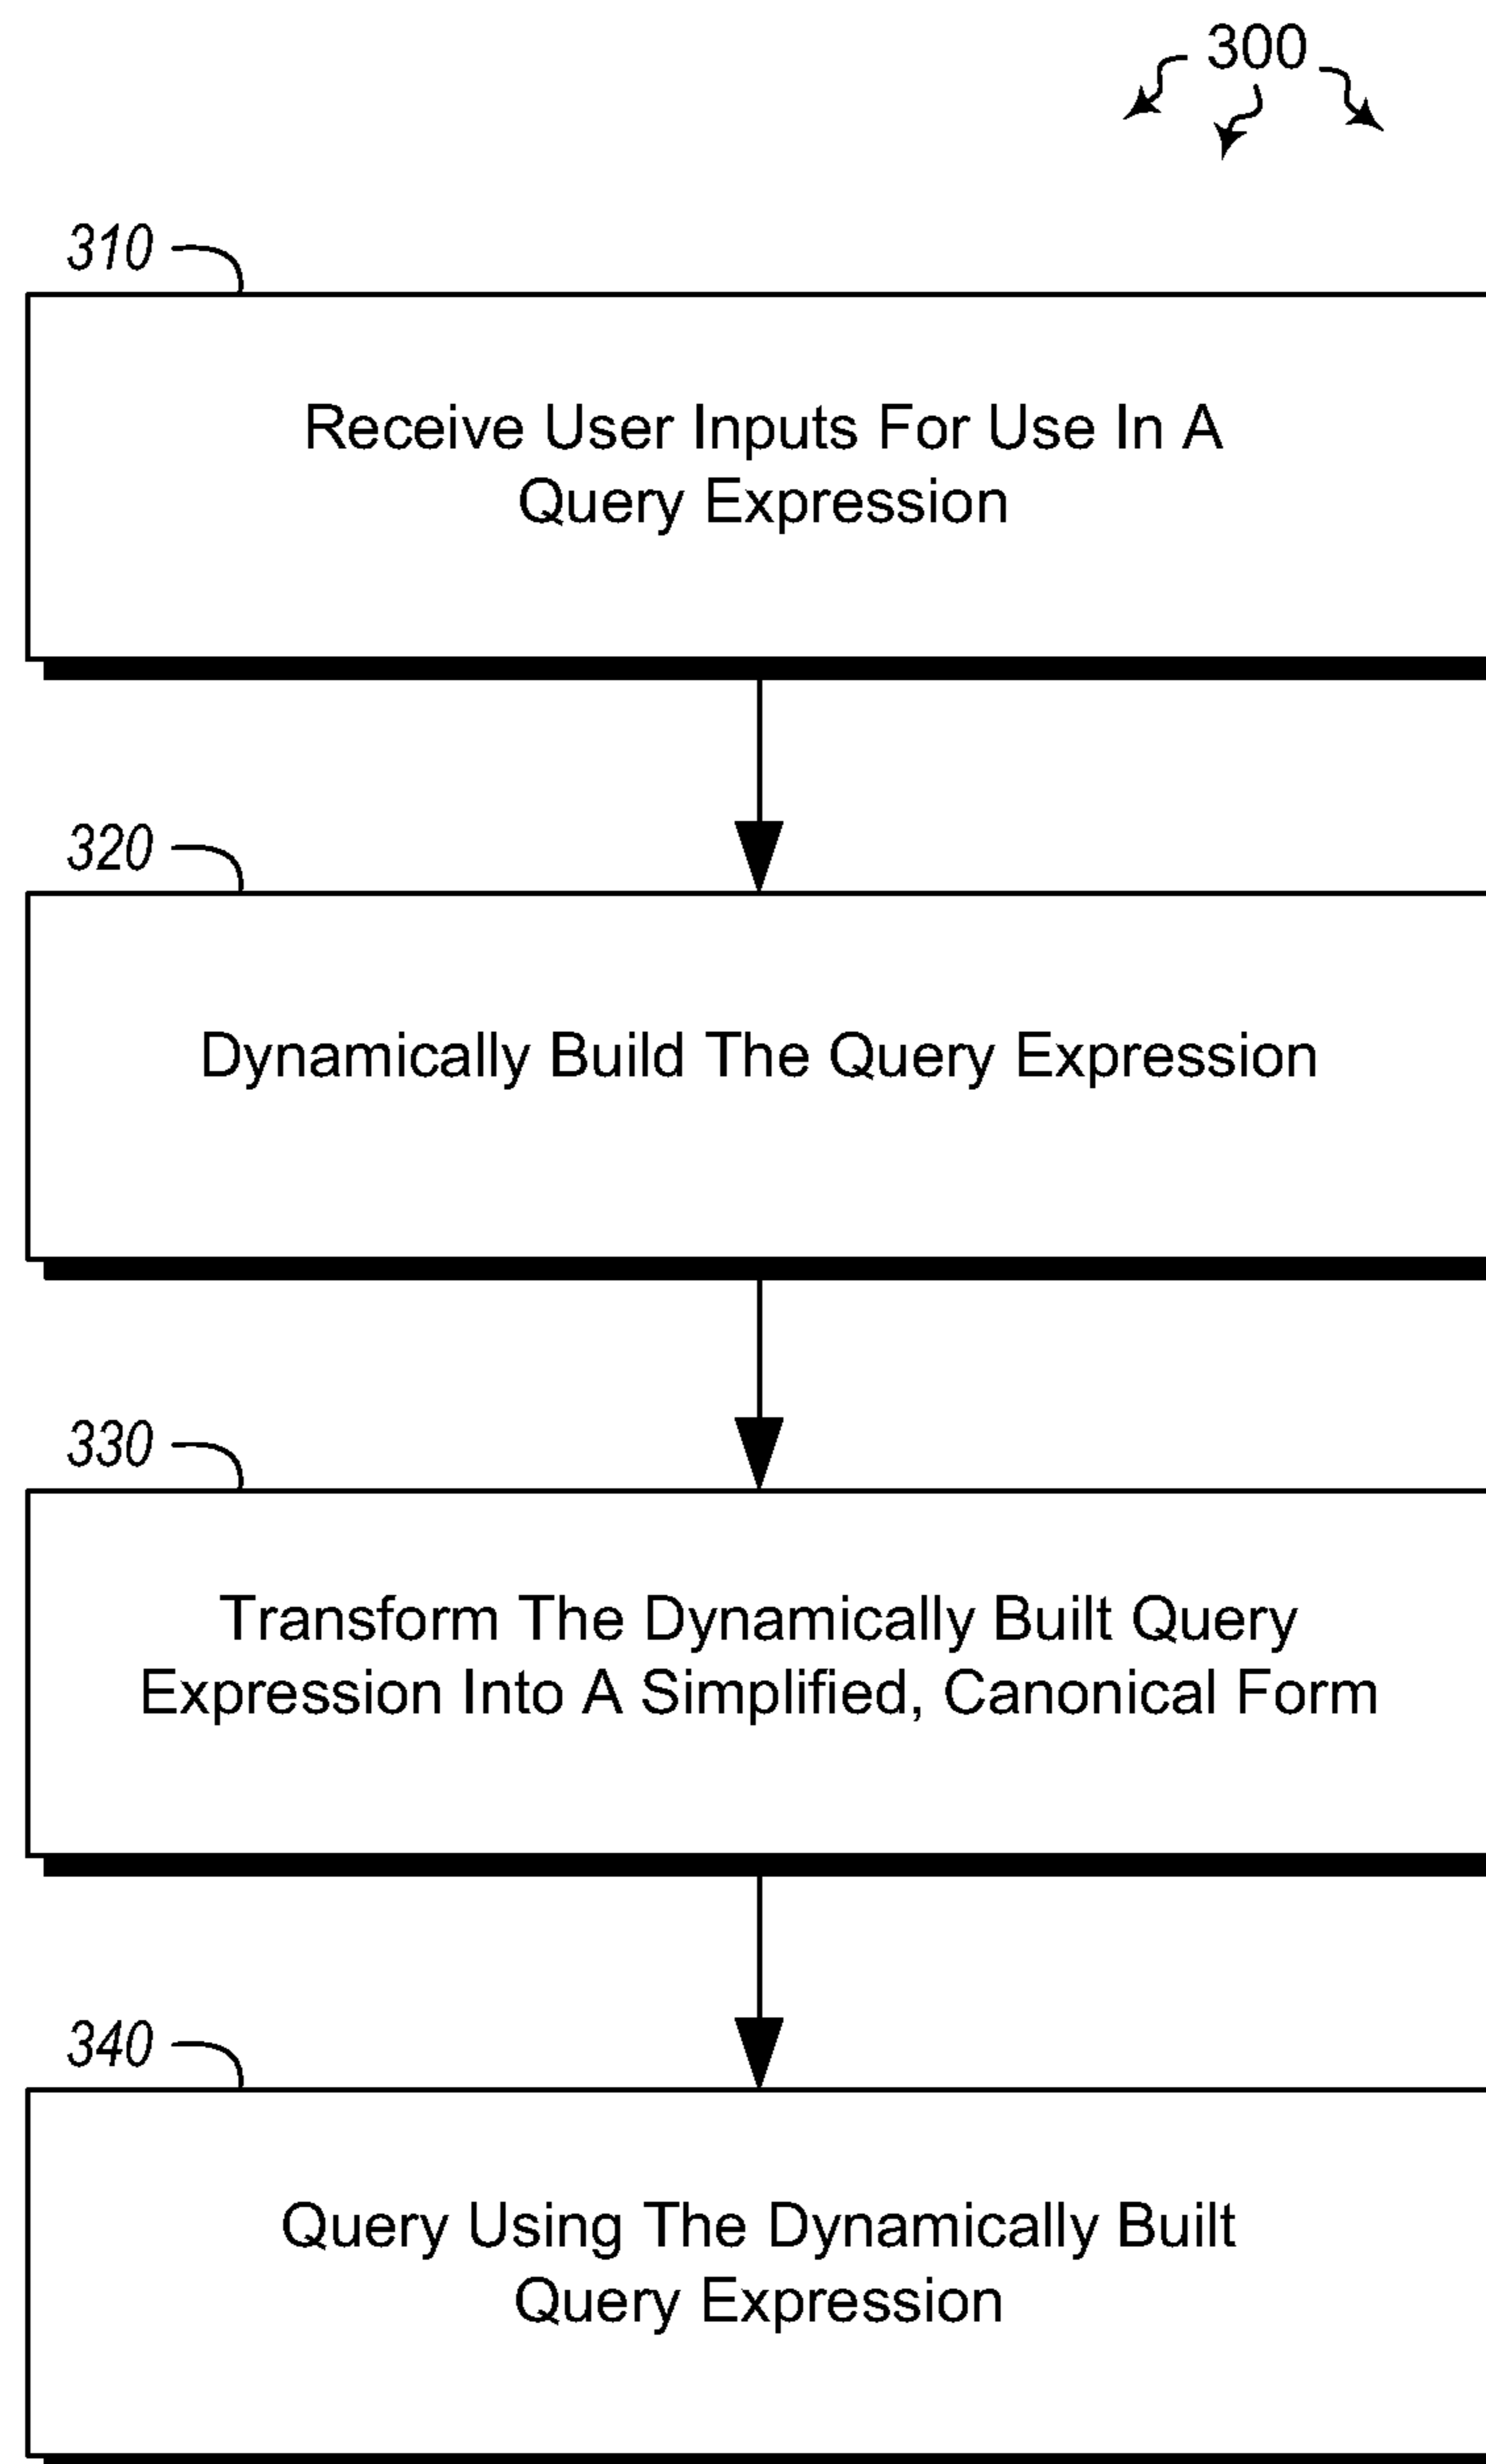 300
310
Receive User Inputs For Use In A
Query Expression
320
Dynamically Build The Query Expression
330
Transform The Dynamically Built Query
Expression Into A Simplified, Canonical Form
340
Query Using The Dynamically Built
Query Expression